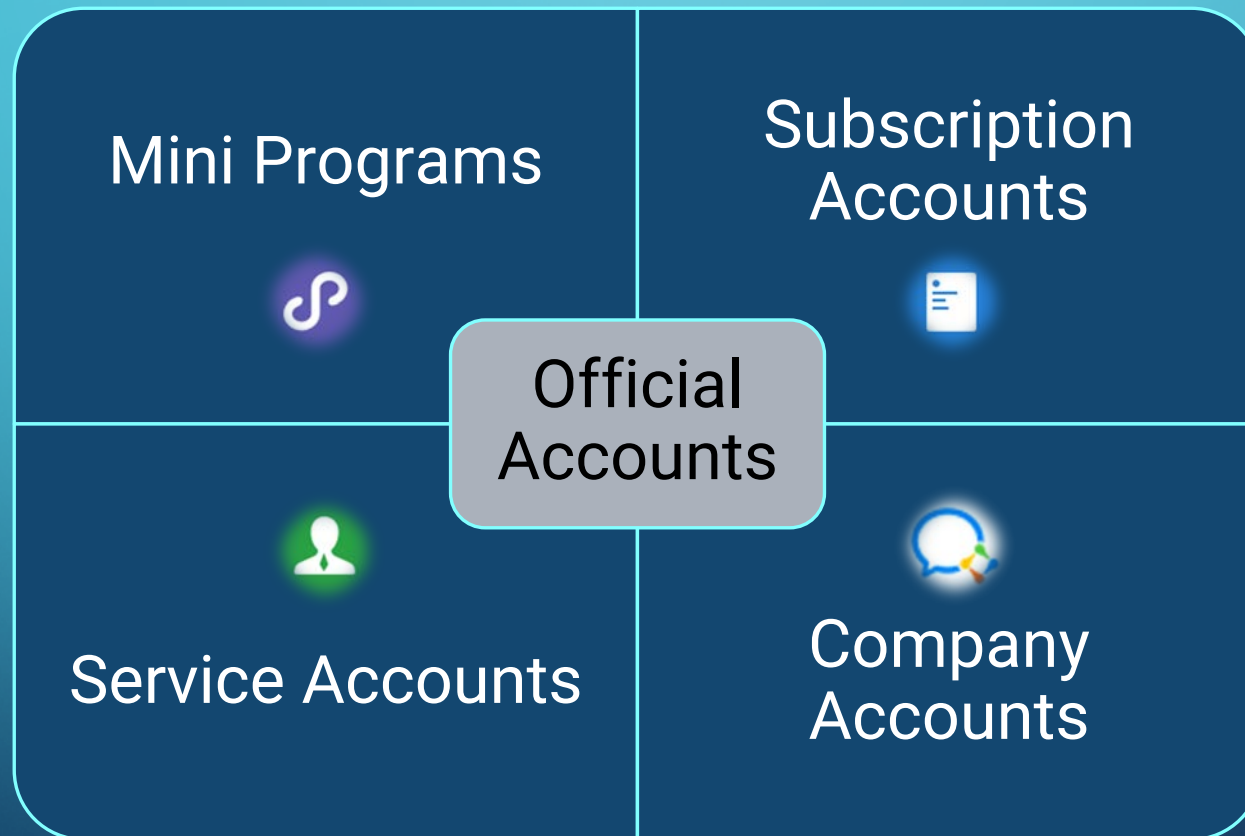 Mini Programs
Subscription
Accounts
Official
Accounts
Service Accounts
Company
Accounts